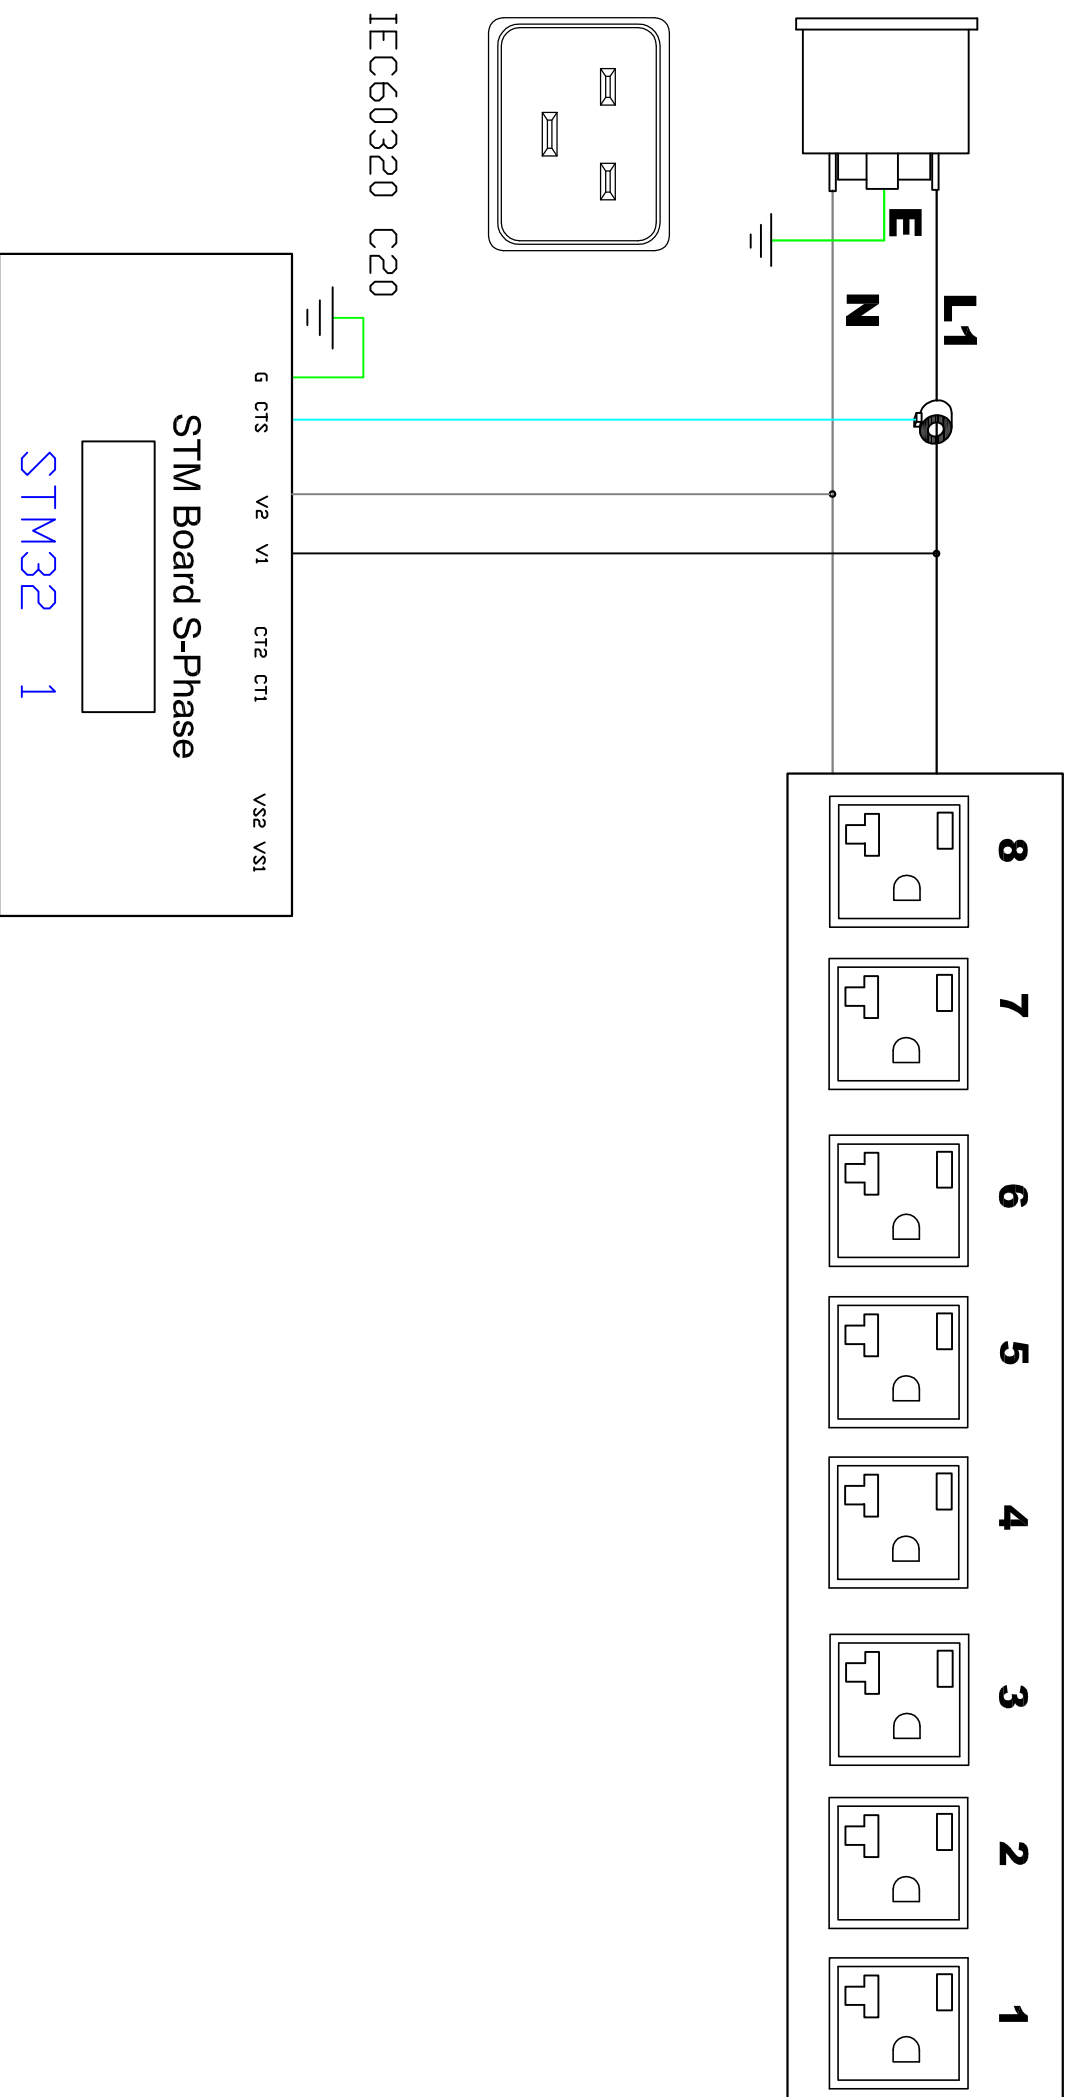 L1
8 7 6 5 4 3 2 1
E
N
IEC60320 C20
G CTS V2 V1 CT2 CT1 VS2 VS1
STM Board S-Phase
STM32 1